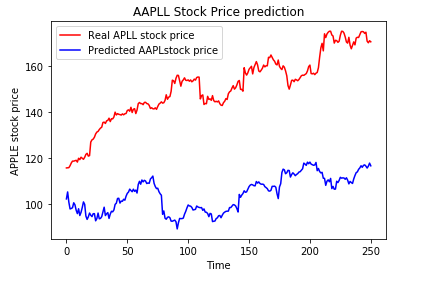 AAPLL Stock Price prediction
Real APLL stock price
Predicted AAPLstock price
APPLE stock price
160
140
120
100
0
50
100
150
200
250
Time